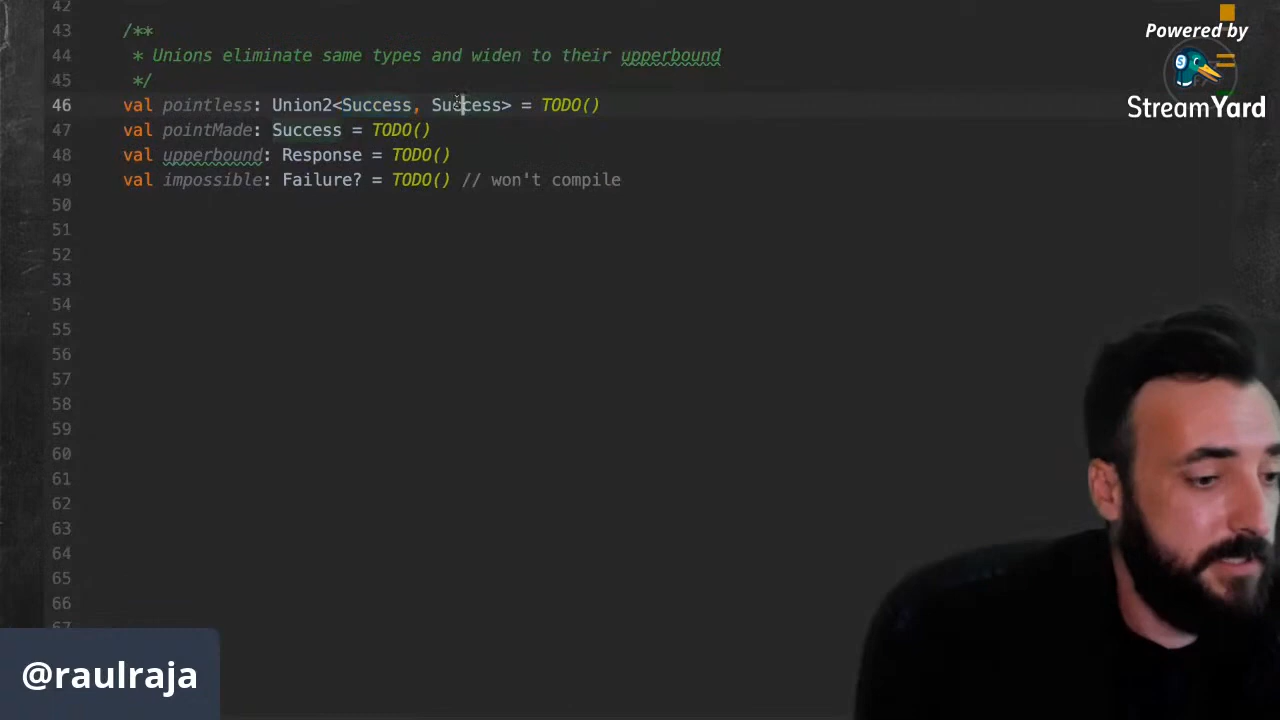 42
43 /**
44 * Unions eliminate same types and widen to their upperbound
45 */
46 val pointless: Union2<Success, Success> = TODO()
47 val pointMade: Success = TODO()
48 val upperbound: Response = TODO()
49 val impossible: Failure? = TODO() // won't compile
50
51
52
53
54
55
56
57
58
59
60
61
62
63
64
65
66
67
Powered by
S
StreamYard
@raulraja